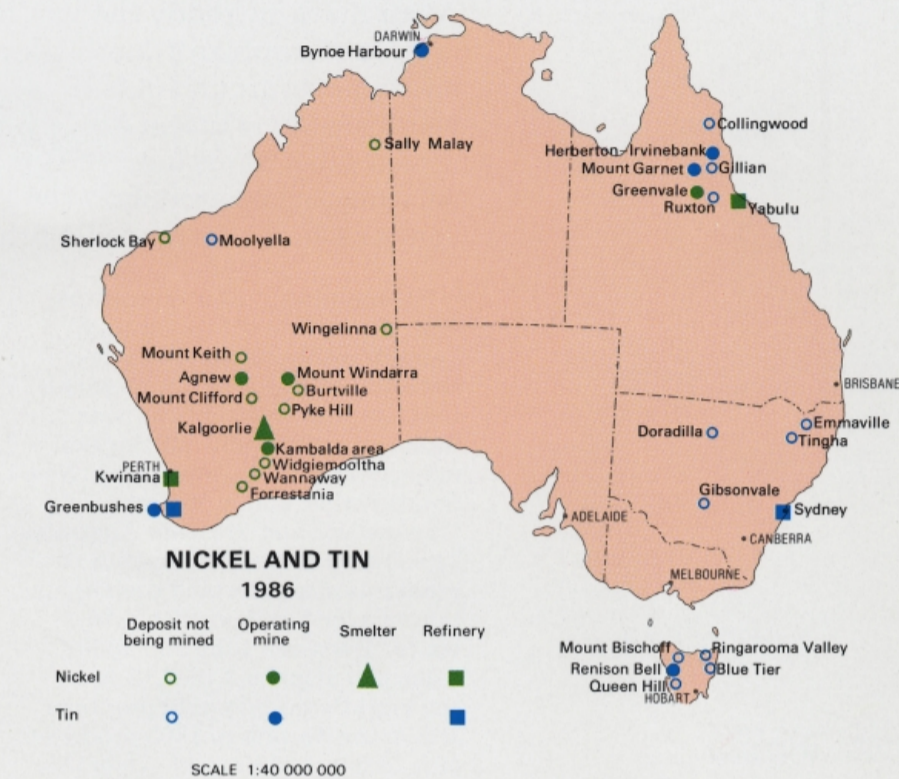 DARWIN
Bynoe Harbour
Collingwood
Sally Malay
Herberton–Irvinebank
Mount Garnet
Gillian
Greenvale
Ruxton
Yabulu
Sherlock Bay
Moolyella
Wingelinna
Mount Keith
Agnew
Mount Windarra
BRISBANE
Burtville
Mount Clifford
Pyke Hill
Kalgoorlie
Emmaville
Doradilla
Tingha
Kambalda area
Widgiemooltha
PERTH
Kwinana
Wannaway
Forrestania
Gibsonvale
Greenbushes
Sydney
ADELAIDE
CANBERRA
MELBOURNE
NICKEL AND TIN
1986
Deposit not
being mined
Operating
mine
Smelter
Refinery
Nickel
Tin
Mount Bischoff
Ringarooma Valley
Renison Bell
Blue Tier
Queen Hill
HOBART
SCALE 1:40 000 000